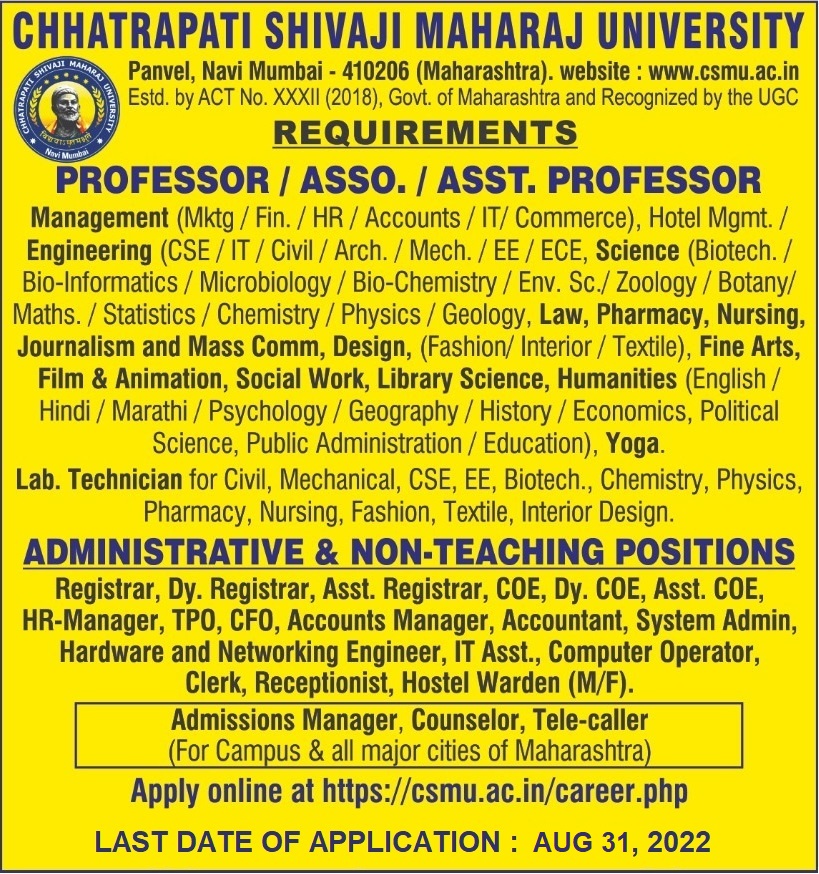 CHHATRAPATI SHIVAJI MAHARAJ UNIVERSITY
CHHATRAPATI SHIVAJI MAHARAJ UNIVERSITY
Navi Mumbai
Panvel, Navi Mumbai - 410206 (Maharashtra). website : www.csmu.ac.in
Estd. by ACT No. XXXII (2018), Govt. of Maharashtra and Recognized by the UGC
REQUIREMENTS
PROFESSOR / ASSO. / ASST. PROFESSOR
Management (Mktg / Fin. / HR / Accounts / IT/ Commerce), Hotel Mgmt. /
Engineering (CSE / IT / Civil / Arch. / Mech. / EE / ECE, Science (Biotech. /
Bio-Informatics / Microbiology / Bio-Chemistry / Env. Sc./ Zoology / Botany/
Maths. / Statistics / Chemistry / Physics / Geology, Law, Pharmacy, Nursing,
Journalism and Mass Comm, Design, (Fashion/ Interior / Textile), Fine Arts,
Film & Animation, Social Work, Library Science, Humanities (English /
Hindi / Marathi / Psychology / Geography / History / Economics, Political
Science, Public Administration / Education), Yoga.
Lab. Technician for Civil, Mechanical, CSE, EE, Biotech., Chemistry, Physics,
Pharmacy, Nursing, Fashion, Textile, Interior Design.
ADMINISTRATIVE & NON-TEACHING POSITIONS
Registrar, Dy. Registrar, Asst. Registrar, COE, Dy. COE, Asst. COE,
HR-Manager, TPO, CFO, Accounts Manager, Accountant, System Admin,
Hardware and Networking Engineer, IT Asst., Computer Operator,
Clerk, Receptionist, Hostel Warden (M/F).
Admissions Manager, Counselor, Tele-caller
(For Campus & all major cities of Maharashtra)
Apply online at https://csmu.ac.in/career.php
LAST DATE OF APPLICATION : AUG 31, 2022